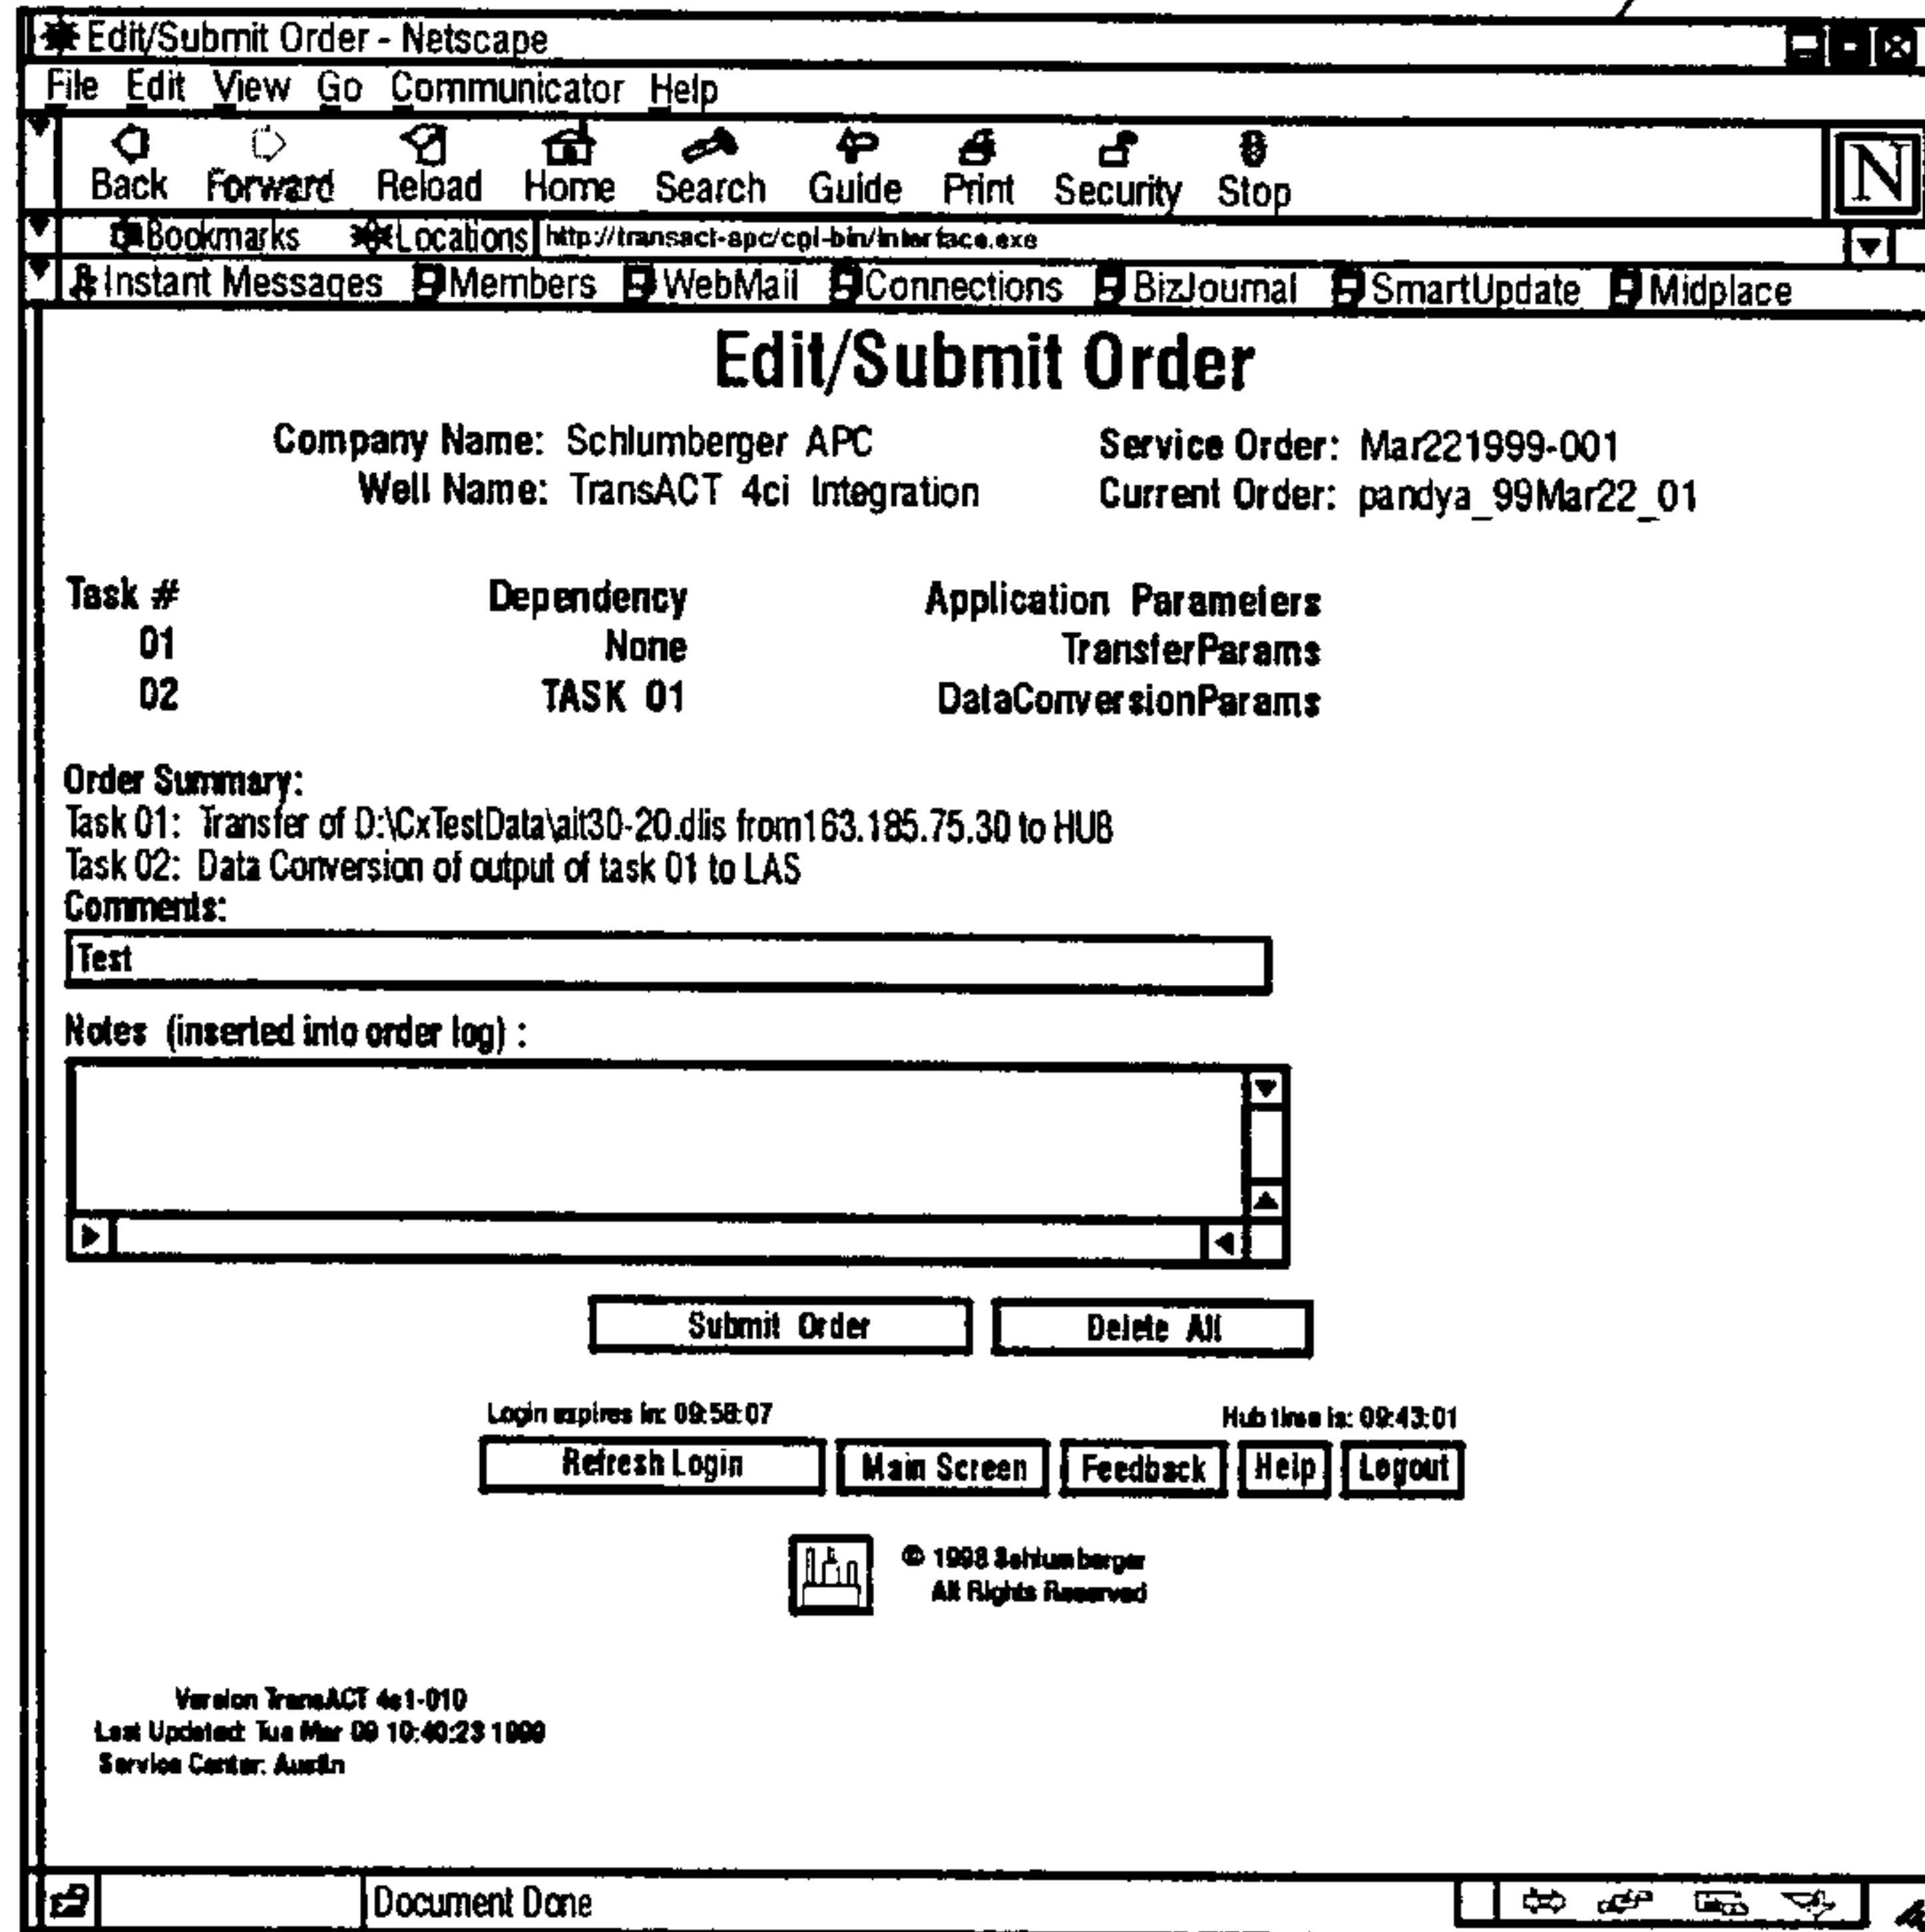 Edit/Submit Order - Netscape
File Edit View Go Communicator Help
Back Forward Reload Home Search Guide Print Security Stop
N
Bookmarks Locations http://transact-apc/cgi-bin/interface.exe
Instant Messages Members WebMail Connections BizJournal SmartUpdate Midplace
Edit/Submit Order
Company Name: Schlumberger APC Service Order: Mar221999-001
Well Name: TransACT 4ci Integration Current Order: pandya_99Mar22_01
Task # Dependency Application Parameters
01 None TransferParams
02 TASK 01 DataConversionParams
Order Summary:
Task 01: Transfer of D:\CxTestData\ait30-20.dlis from163.185.75.30 to HUB
Task 02: Data Conversion of output of task 01 to LAS
Comments:
Test
Notes (inserted into order log) :
Submit Order Delete All
Login expires in: 09:58:07 Hub time is: 09:43:01
Refresh Login Main Screen Feedback Help Logout
© 1998 Schlumberger
All Rights Reserved
Version TransACT 4c1-010
Last Updated: Tue Mar 09 10:40:23 1999
Service Center: Austin
Document Done